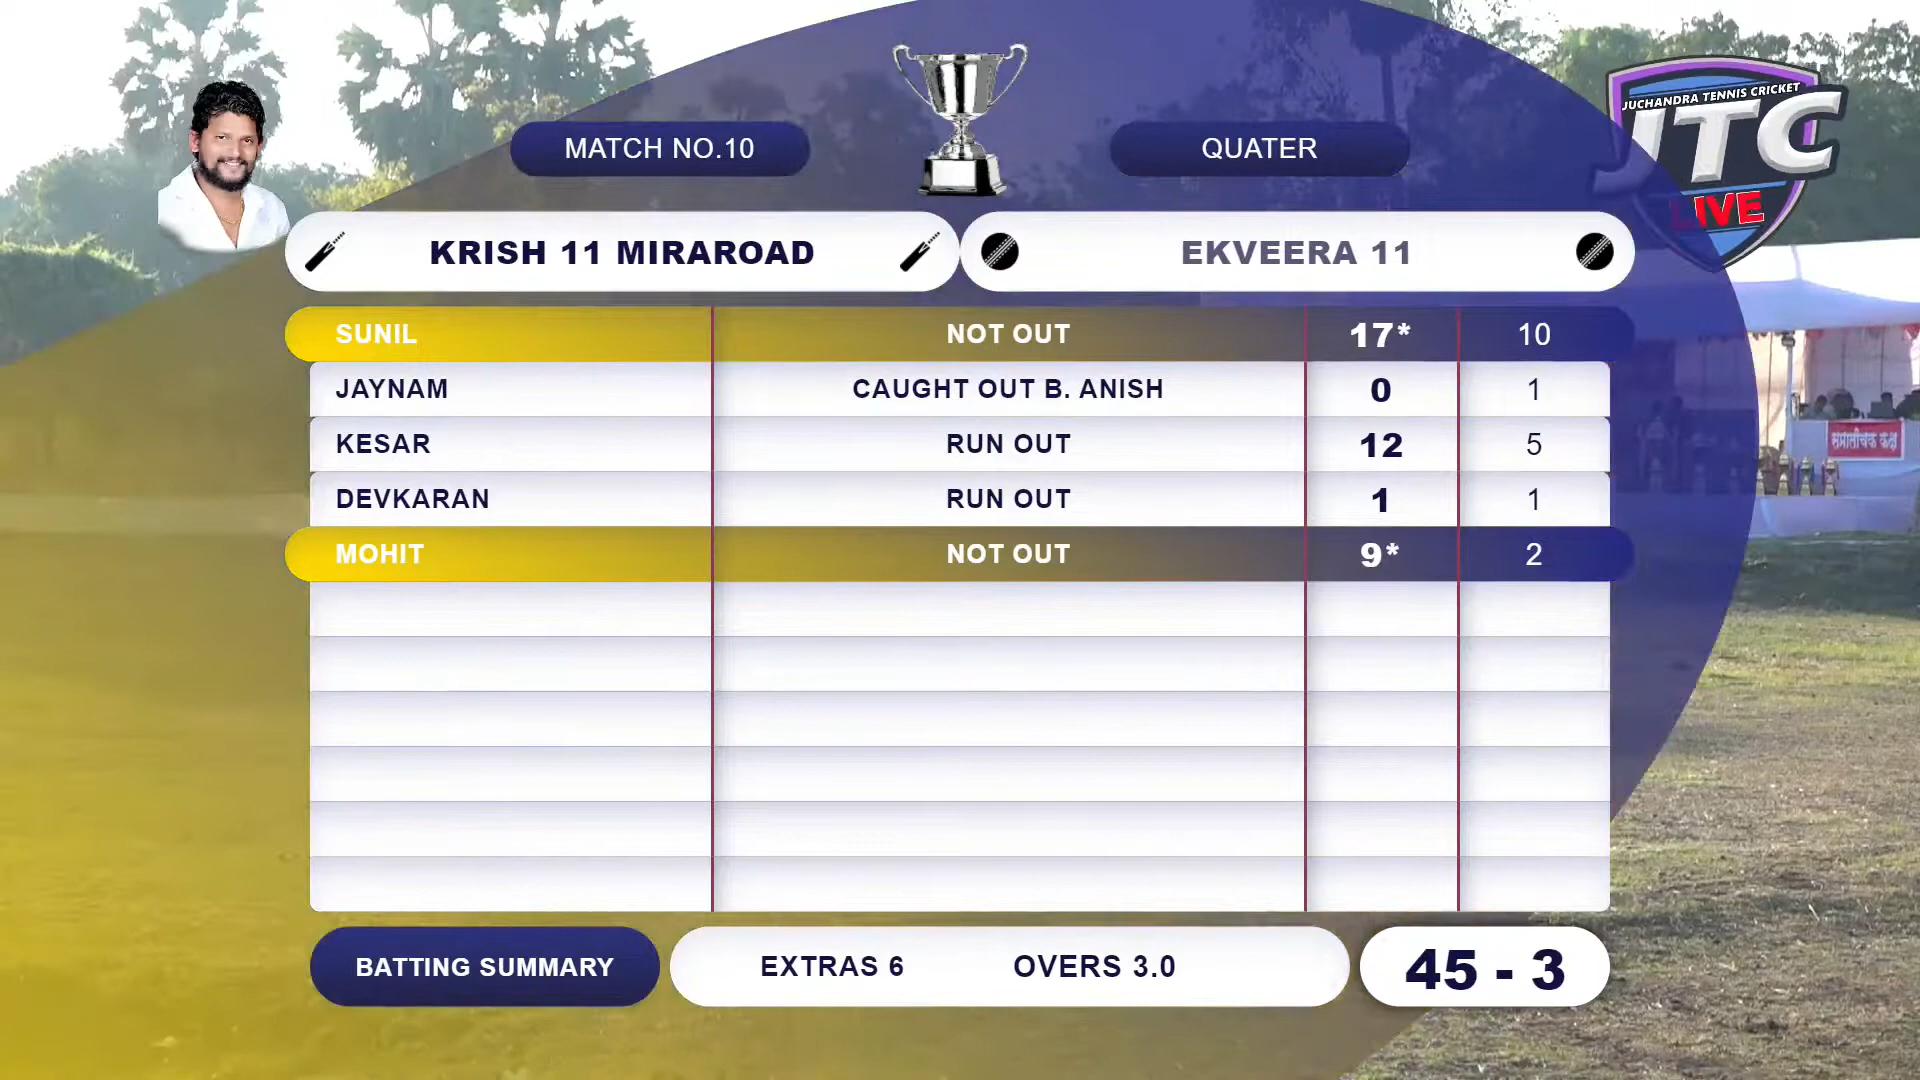 JUCHANDRA TENNIS CRICKET
JTC
LIVE
MATCH NO.10
QUATER
KRISH 11 MIRAROAD
EKVEERA 11
SUNIL NOT OUT 17* 10
JAYNAM CAUGHT OUT B. ANISH 0 1
KESAR RUN OUT 12 5
DEVKARAN RUN OUT 1 1
MOHIT NOT OUT 9* 2
BATTING SUMMARY
EXTRAS 6 OVERS 3.0
45 - 3